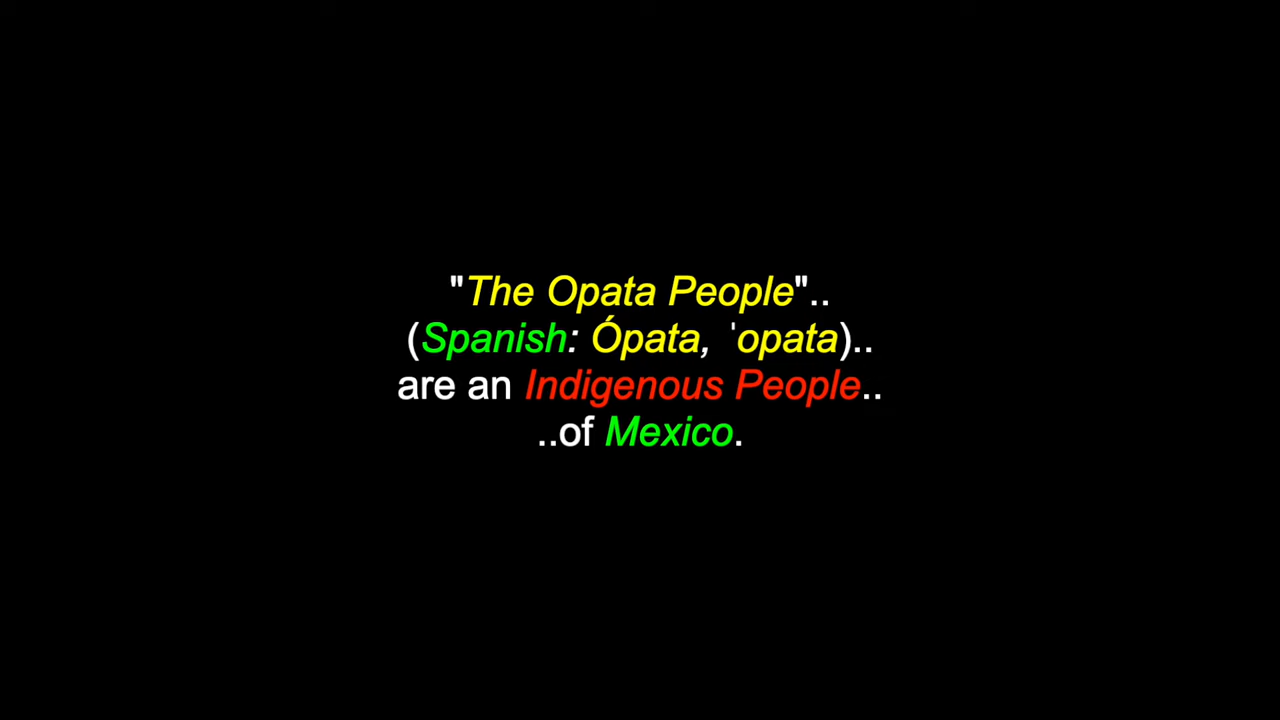 "The Opata People"..
(Spanish: Ópata, ˈopata)..
are an Indigenous People..
..of Mexico.